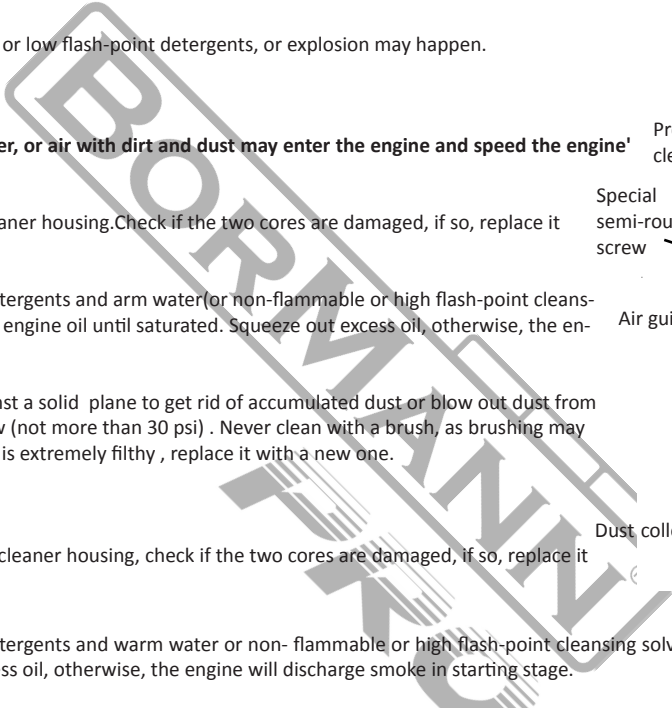 or low flash-point detergents, or explosion may happen.
er, or air with dirt and dust may enter the engine and speed the engine'
Pr
cle
Special
semi-rou
screw
aner housing.Check if the two cores are damaged, if so, replace it
tergents and arm water(or non-flammable or high flash-point cleans-
engine oil until saturated. Squeeze out excess oil, otherwise, the en-
Air gui
nst a solid plane to get rid of accumulated dust or blow out dust from
w (not more than 30 psi) . Never clean with a brush, as brushing may
is extremely filthy , replace it with a new one.
Dust colle
cleaner housing, check if the two cores are damaged, if so, replace it
tergents and warm water or non- flammable or high flash-point cleansing solv
ess oil, otherwise, the engine will discharge smoke in starting stage.
BORMANN
PRO